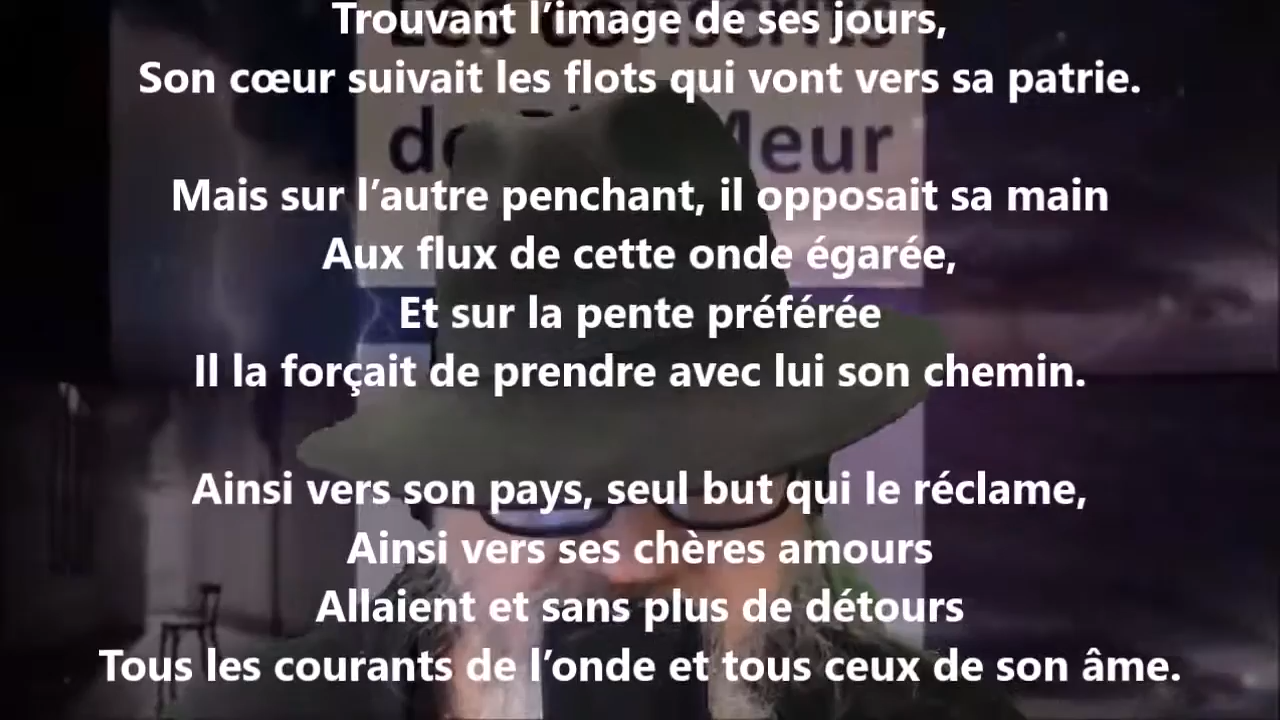 Trouvant l’image de ses jours,
Son cœur suivait les flots qui vont vers sa patrie.
Mais sur l’autre penchant, il opposait sa main
Aux flux de cette onde égarée,
Et sur la pente préférée
Il la forçait de prendre avec lui son chemin.
Ainsi vers son pays, seul but qui le réclame,
Ainsi vers ses chères amours
Allaient et sans plus de détours
Tous les courants de l’onde et tous ceux de son âme.